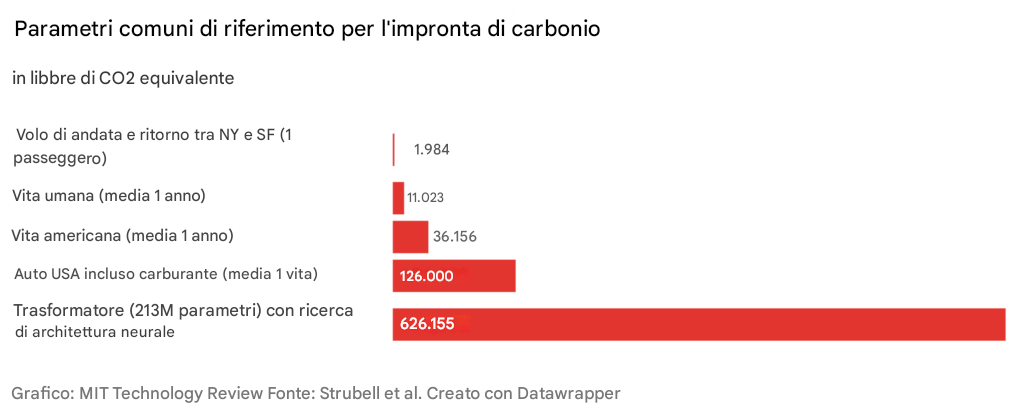 Parametri comuni di riferimento per l'impronta di carbonio
in libbre di CO2 equivalente
Volo di andata e ritorno tra NY e SF (1
passeggero)
1.984
Vita umana (media 1 anno)
11.023
Vita americana (media 1 anno)
36.156
Auto USA incluso carburante (media 1 vita)
126.000
Trasformatore (213M parametri) con ricerca
di architettura neurale
626.155
Grafico: MIT Technology Review Fonte: Strubell et al. Creato con Datawrapper